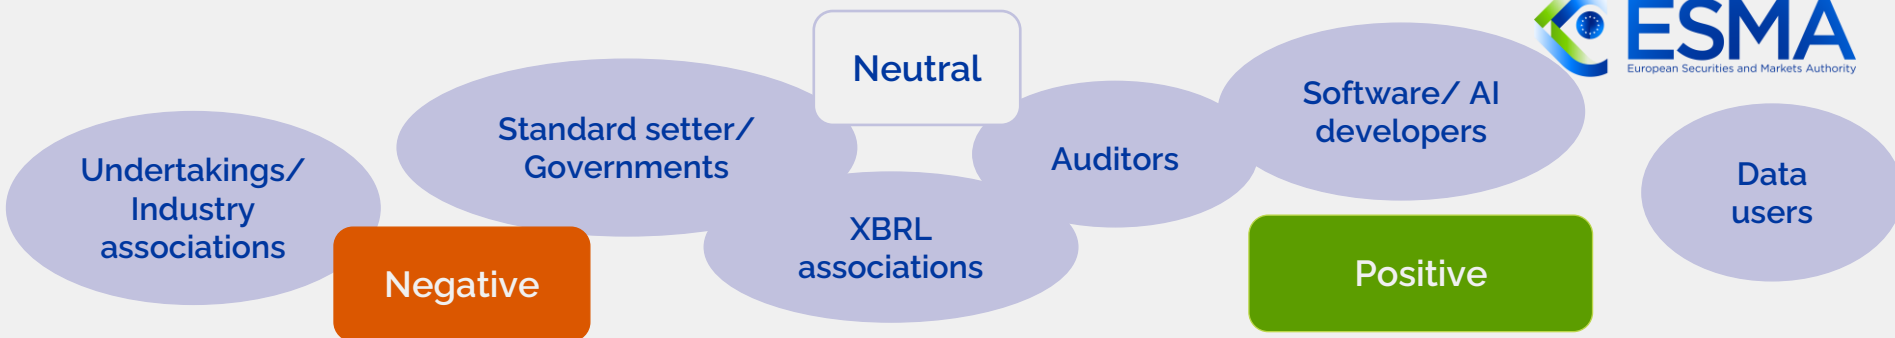 Undertakings/
Industry
associations
Negative
Standard setter/
Governments
Neutral
XBRL
associations
Auditors
Software/ AI
developers
Positive
ESMA
European Securities and Markets Authority
Data
users